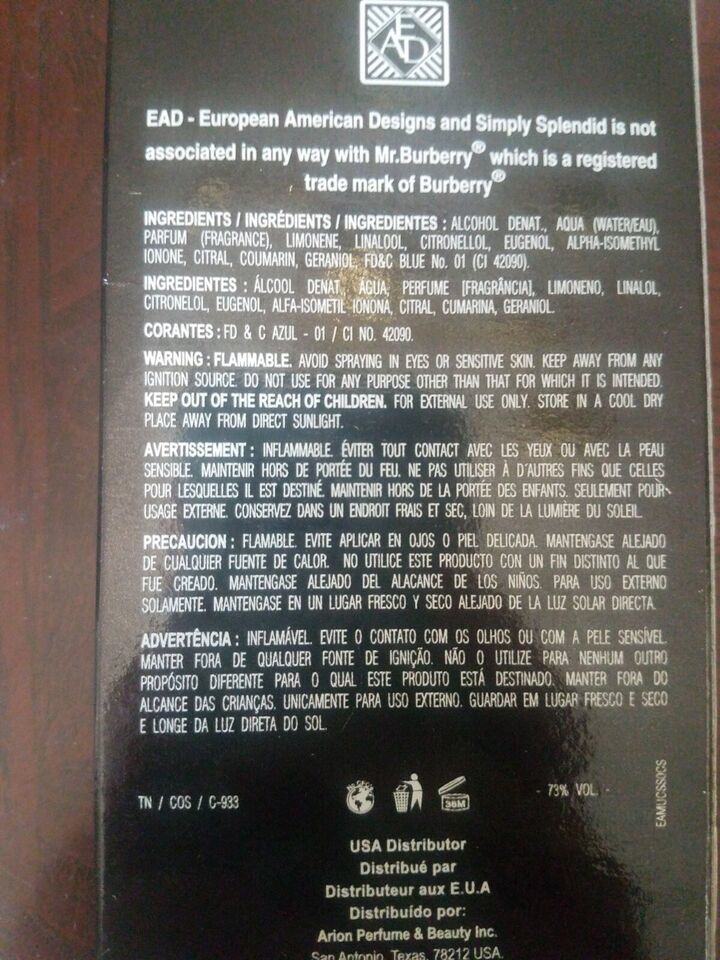 EAD
EAD - European American Designs and Simply Splendid is not
associated in any way with Mr.Burberry® which is a registered
trade mark of Burberry®
INGREDIENTS / INGRÉDIENTS / INGREDIENTES : ALCOHOL DENAT., AQUA (WATER/EAU),
PARFUM (FRAGRANCE), LIMONENE, LINALOOL, CITRONELLOL, EUGENOL, ALPHA-ISOMETHYL
IONONE, CITRAL, COUMARIN, GERANIOL. FD&C BLUE No. 01 (CI 42090).
INGREDIENTES : ÁLCOOL DENAT., ÁGUA, PERFUME [FRAGRÂNCIA], LIMONENO, LINALOL,
CITRONELOL, EUGENOL, ALFA-ISOMETIL IONONA, CITRAL, CUMARINA, GERANIOL.
CORANTES : FD & C AZUL - 01 / CI NO. 42090.
WARNING : FLAMMABLE. AVOID SPRAYING IN EYES OR SENSITIVE SKIN. KEEP AWAY FROM ANY
IGNITION SOURCE. DO NOT USE FOR ANY PURPOSE OTHER THAN THAT FOR WHICH IT IS INTENDED.
KEEP OUT OF THE REACH OF CHILDREN. FOR EXTERNAL USE ONLY. STORE IN A COOL DRY
PLACE AWAY FROM DIRECT SUNLIGHT.
AVERTISSEMENT : INFLAMMABLE. ÉVITER TOUT CONTACT AVEC LES YEUX OU AVEC LA PEAU
SENSIBLE. MAINTENIR HORS DE PORTÉE DU FEU. NE PAS UTILISER À D'AUTRES FINS QUE CELLES
POUR LESQUELLES IL EST DESTINÉ. MAINTENIR HORS DE LA PORTÉE DES ENFANTS. SEULEMENT POUR
USAGE EXTERNE. CONSERVEZ DANS UN ENDROIT FRAIS ET SEC, LOIN DE LA LUMIÈRE DU SOLEIL.
PRECAUCION : FLAMABLE. EVITE APLICAR EN OJOS O PIEL DELICADA. MANTENGASE ALEJADO
DE CUALQUIER FUENTE DE CALOR. NO UTILICE ESTE PRODUCTO CON UN FIN DISTINTO AL QUE
FUE CREADO. MANTENGASE ALEJADO DEL ALACANCE DE LOS NIÑOS. PARA USO EXTERNO
SOLAMENTE. MANTENGASE EN UN LUGAR FRESCO Y SECO ALEJADO DE LA LUZ SOLAR DIRECTA.
ADVERTÊNCIA : INFLAMÁVEL. EVITE O CONTATO COM OS OLHOS OU COM A PELE SENSÍVEL.
MANTER FORA DE QUALQUER FONTE DE IGNIÇÃO. NÃO O UTILIZE PARA NENHUM OUTRO
PROPÓSITO DIFERENTE PARA O QUAL ESTE PRODUCTO ESTÁ DESTINADO. MANTER FORA DO
ALCANCE DAS CRIANÇAS. UNICAMENTE PARA USO EXTERNO. GUARDAR EM LUGAR FRESCO E SECO
E LONGE DA LUZ DIRETA DO SOL.
TN / COS / C-933
36M
73% VOL.
EAMUCSS0CS
USA Distributor
Distribué par
Distributeur aux E.U.A
Distribuído por:
Arion Perfume & Beauty Inc.
San Antonio, Texas, 78212 USA.